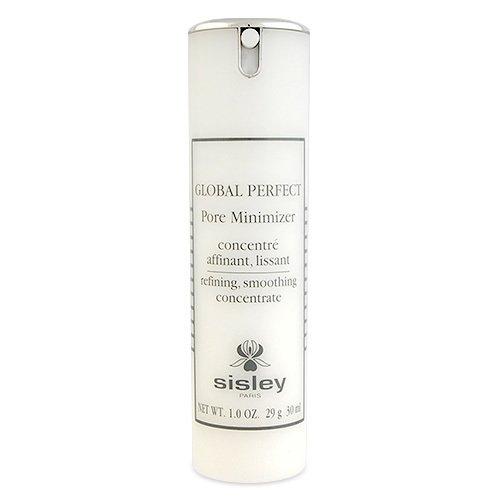 GLOBAL PERFECT
Pore Minimizer
concentré
affinant, lissant
refining, smoothing
concentrate
sisley
PARIS
NET WT. 1.0 OZ. 29 g 30 ml